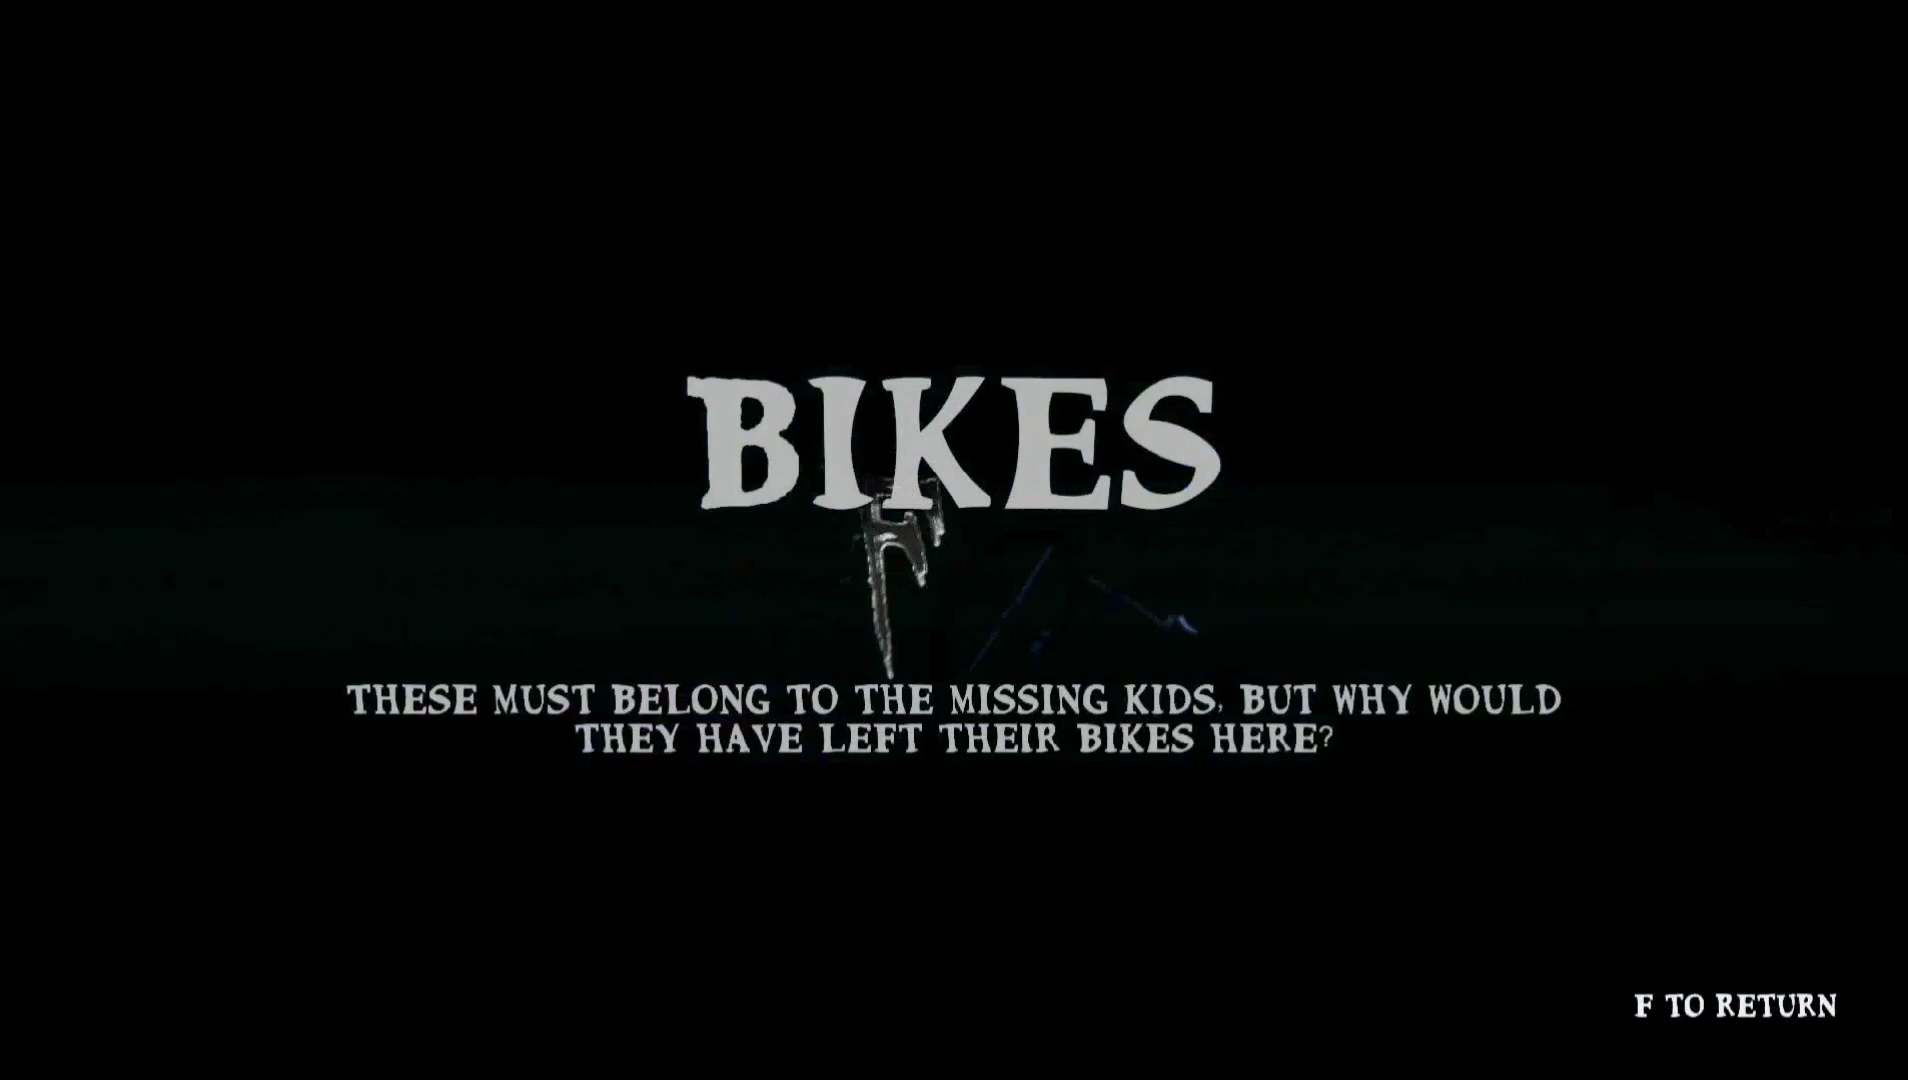 BIKES
THESE MUST BELONG TO THE MISSING KIDS, BUT WHY WOULD
THEY HAVE LEFT THEIR BIKES HERE?
F TO RETURN